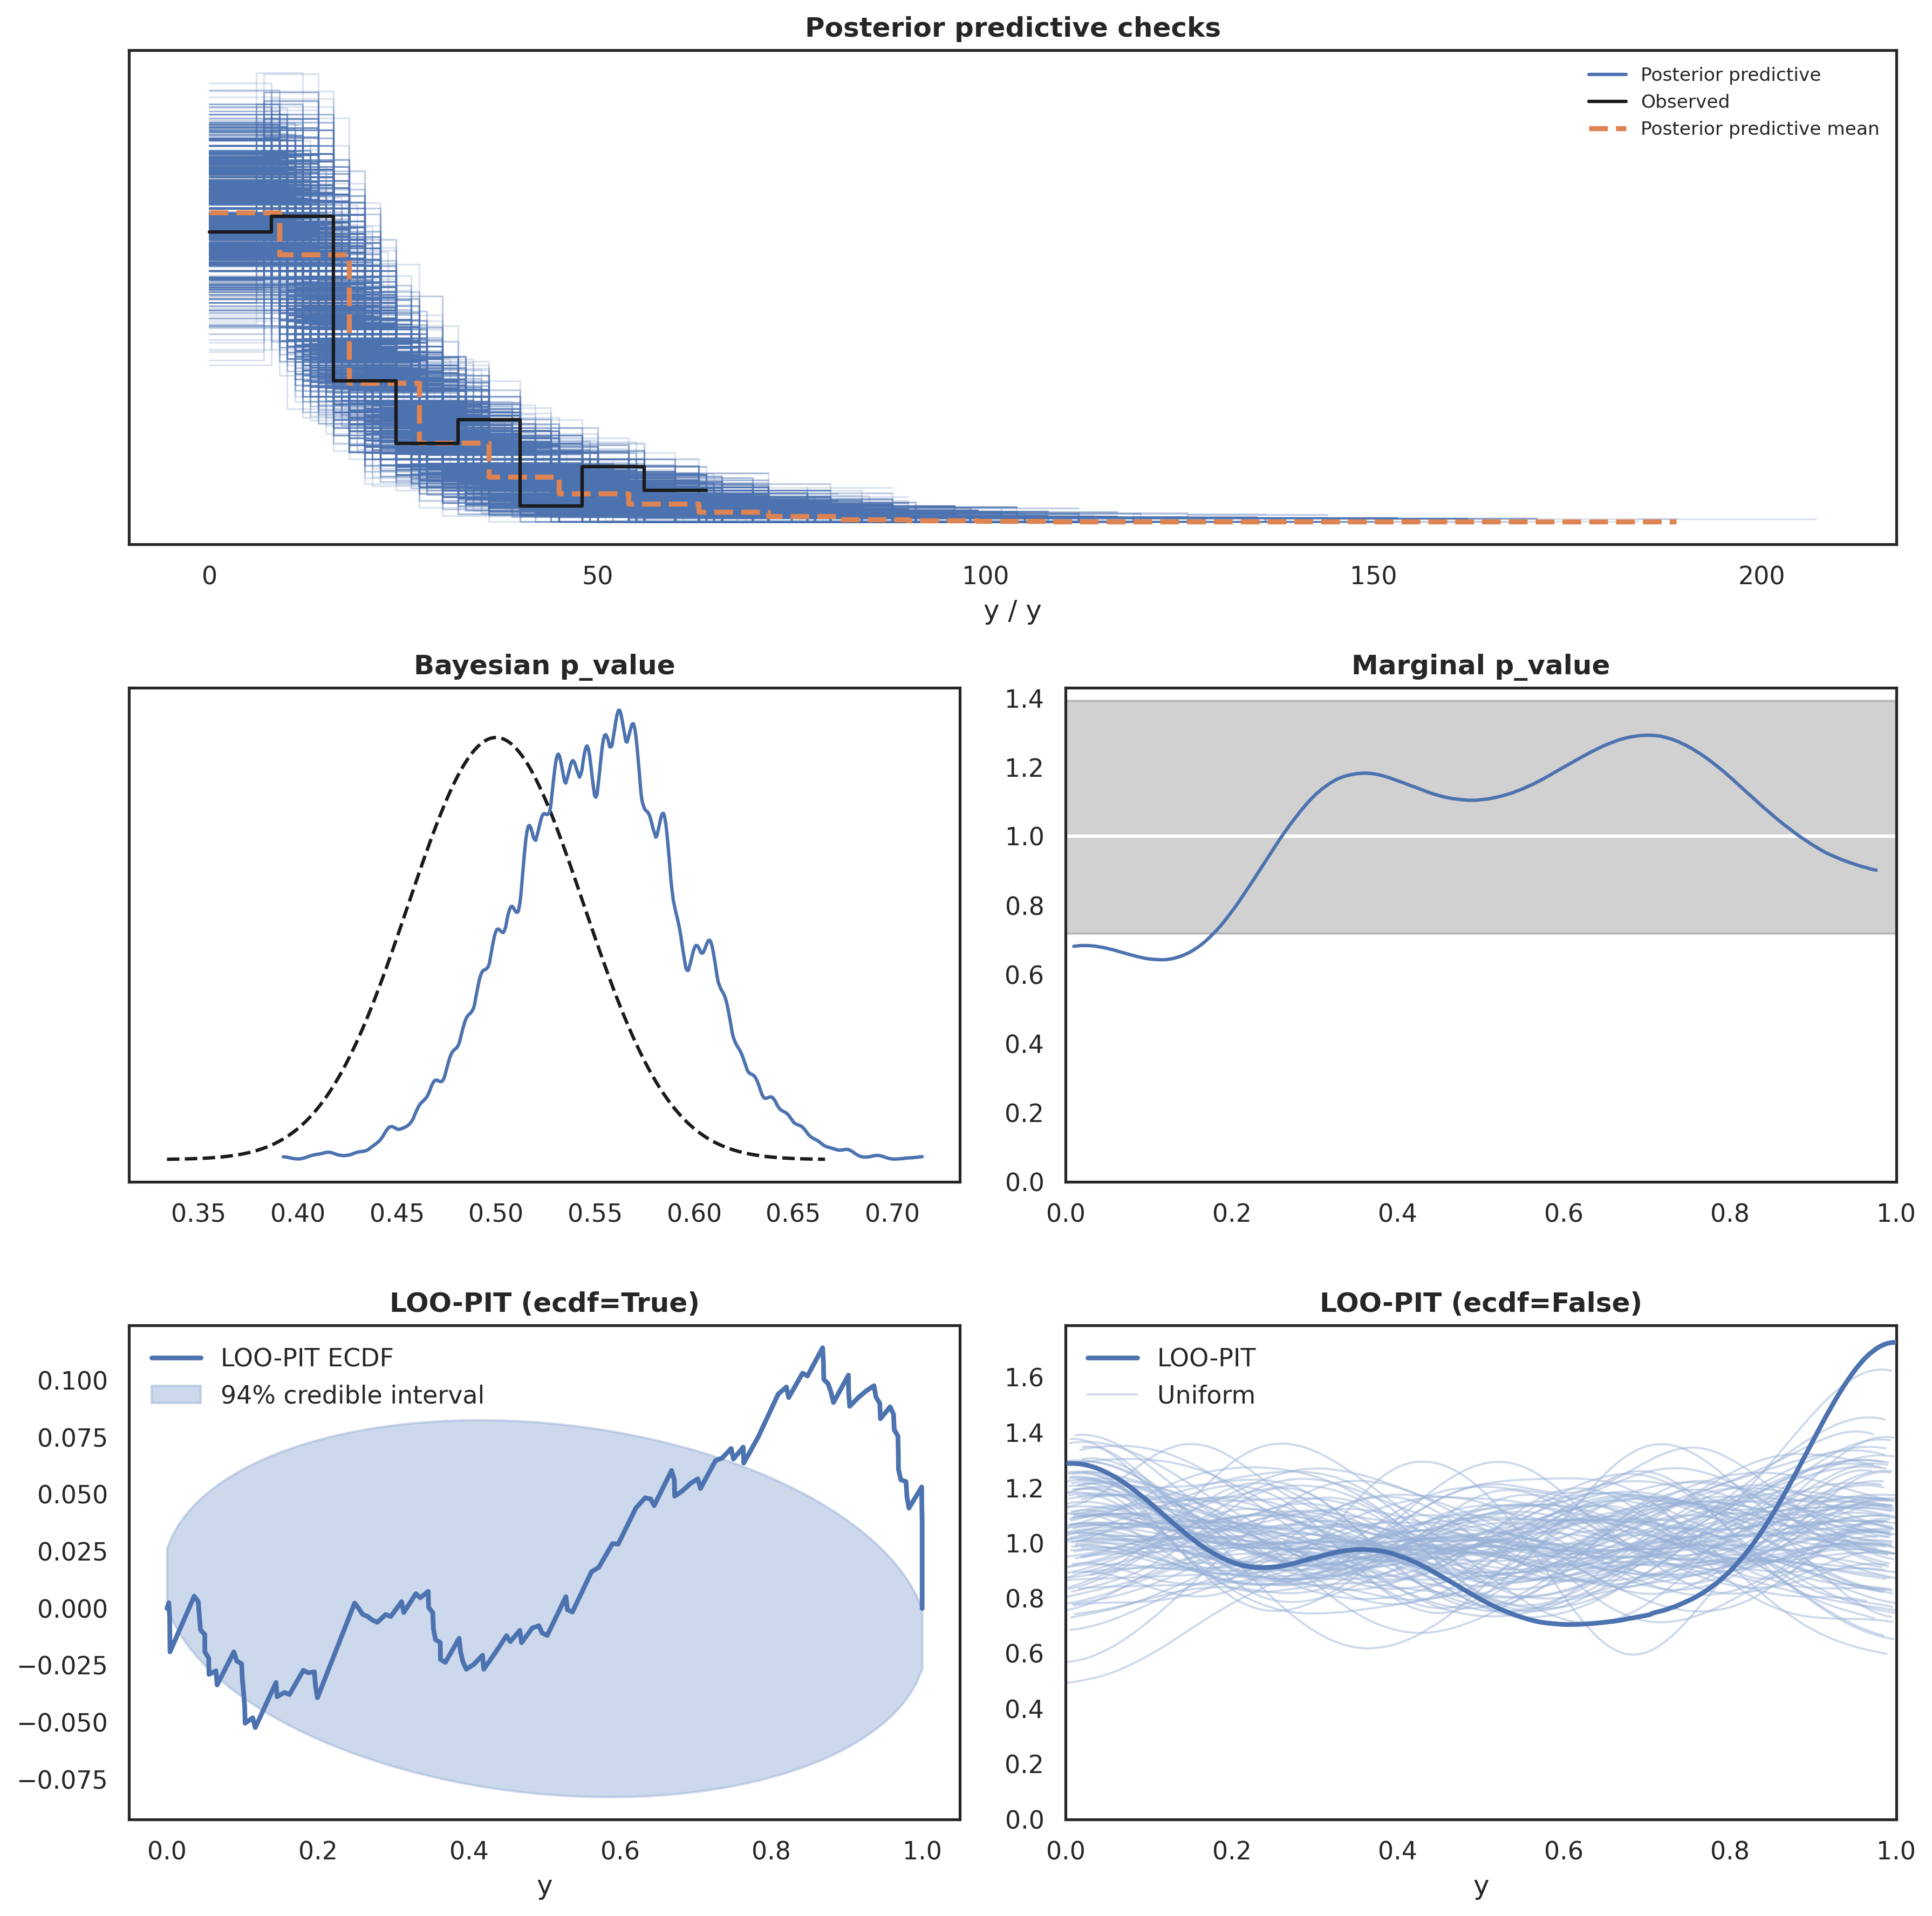 Posterior predictive checks
Posterior predictive
Observed
Posterior predictive mean
0 50 100 150 200
y / y
Bayesian p_value
0.35 0.40 0.45 0.50 0.55 0.60 0.65 0.70
Marginal p_value
1.4
1.2
1.0
0.8
0.6
0.4
0.2
0.0
0.0 0.2 0.4 0.6 0.8 1.0
LOO-PIT (ecdf=True)
LOO-PIT ECDF
94% credible interval
0.100
0.075
0.050
0.025
0.000
−0.025
−0.050
−0.075
0.0 0.2 0.4 0.6 0.8 1.0
y
LOO-PIT (ecdf=False)
LOO-PIT
Uniform
1.6
1.4
1.2
1.0
0.8
0.6
0.4
0.2
0.0
0.0 0.2 0.4 0.6 0.8 1.0
y